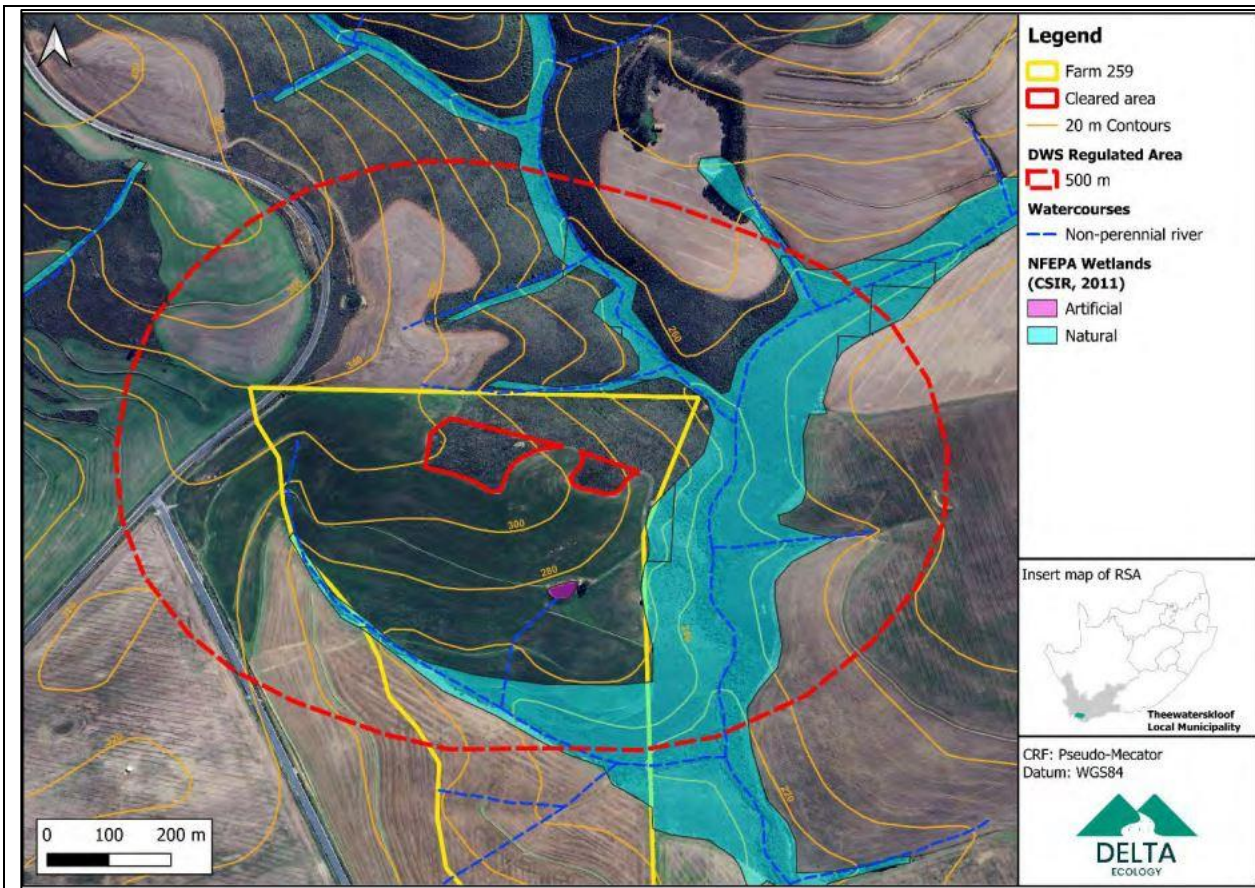 Legend
Farm 259
Cleared area
20 m Contours
DWS Regulated Area
500 m
Watercourses
Non-perennial river
NFEPA Wetlands
(CSIR, 2011)
Artificial
Natural
260
300
280
220
0 100 200 m
Insert map of RSA
Theewaterskloof
Local Municipality
CRF: Pseudo-Mecator
Datum: WGS84
DELTA
ECOLOGY